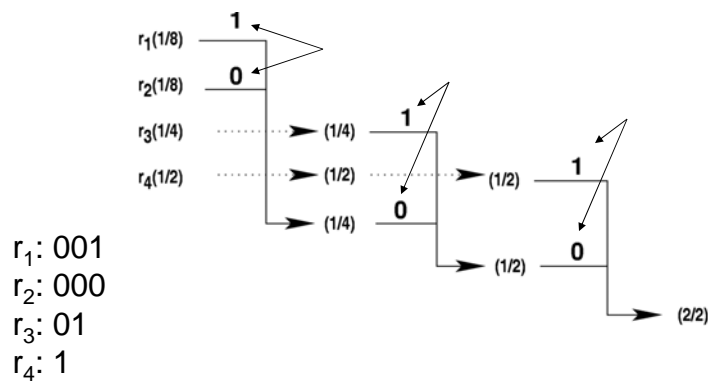 1
r₁(1/8)
0
r₂(1/8)
r₃(1/4) (1/4) 1
r₄(1/2) (1/2) (1/2) 1
(1/4) 0
(1/2) 0
(2/2)
r₁: 001
r₂: 000
r₃: 01
r₄: 1